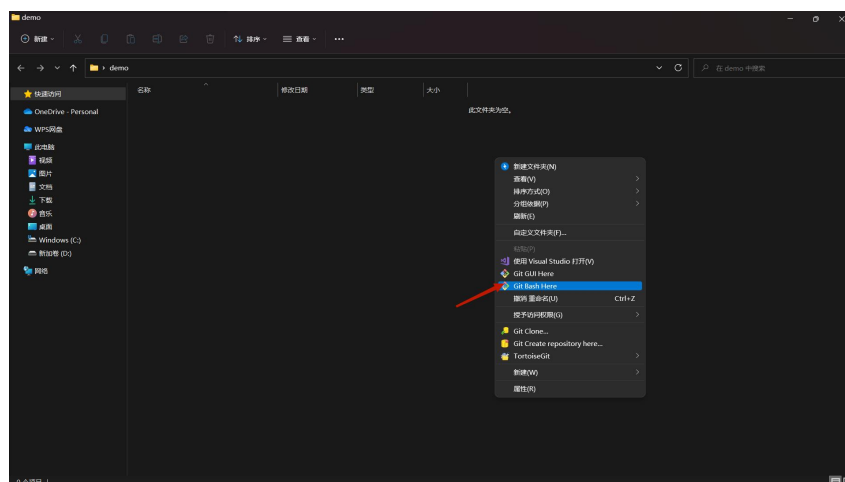 demo
新建
排序
查看
demo
在 demo 中搜索
快速访问
名称
修改日期
类型
大小
OneDrive - Personal
此文件夹为空。
WPS网盘
此电脑
视频
图片
文档
下载
音乐
桌面
Windows (C:)
新加卷 (D:)
网络
新建文件夹(N)
查看(V)
排序方式(O)
分组依据(P)
刷新(E)
自定义文件夹(F)...
粘贴(P)
使用 Visual Studio 打开(V)
Git GUI Here
Git Bash Here
撤消 重命名(U) Ctrl+Z
授予访问权限(G)
Git Clone...
Git Create repository here...
TortoiseGit
新建(W)
属性(R)
0 个项目